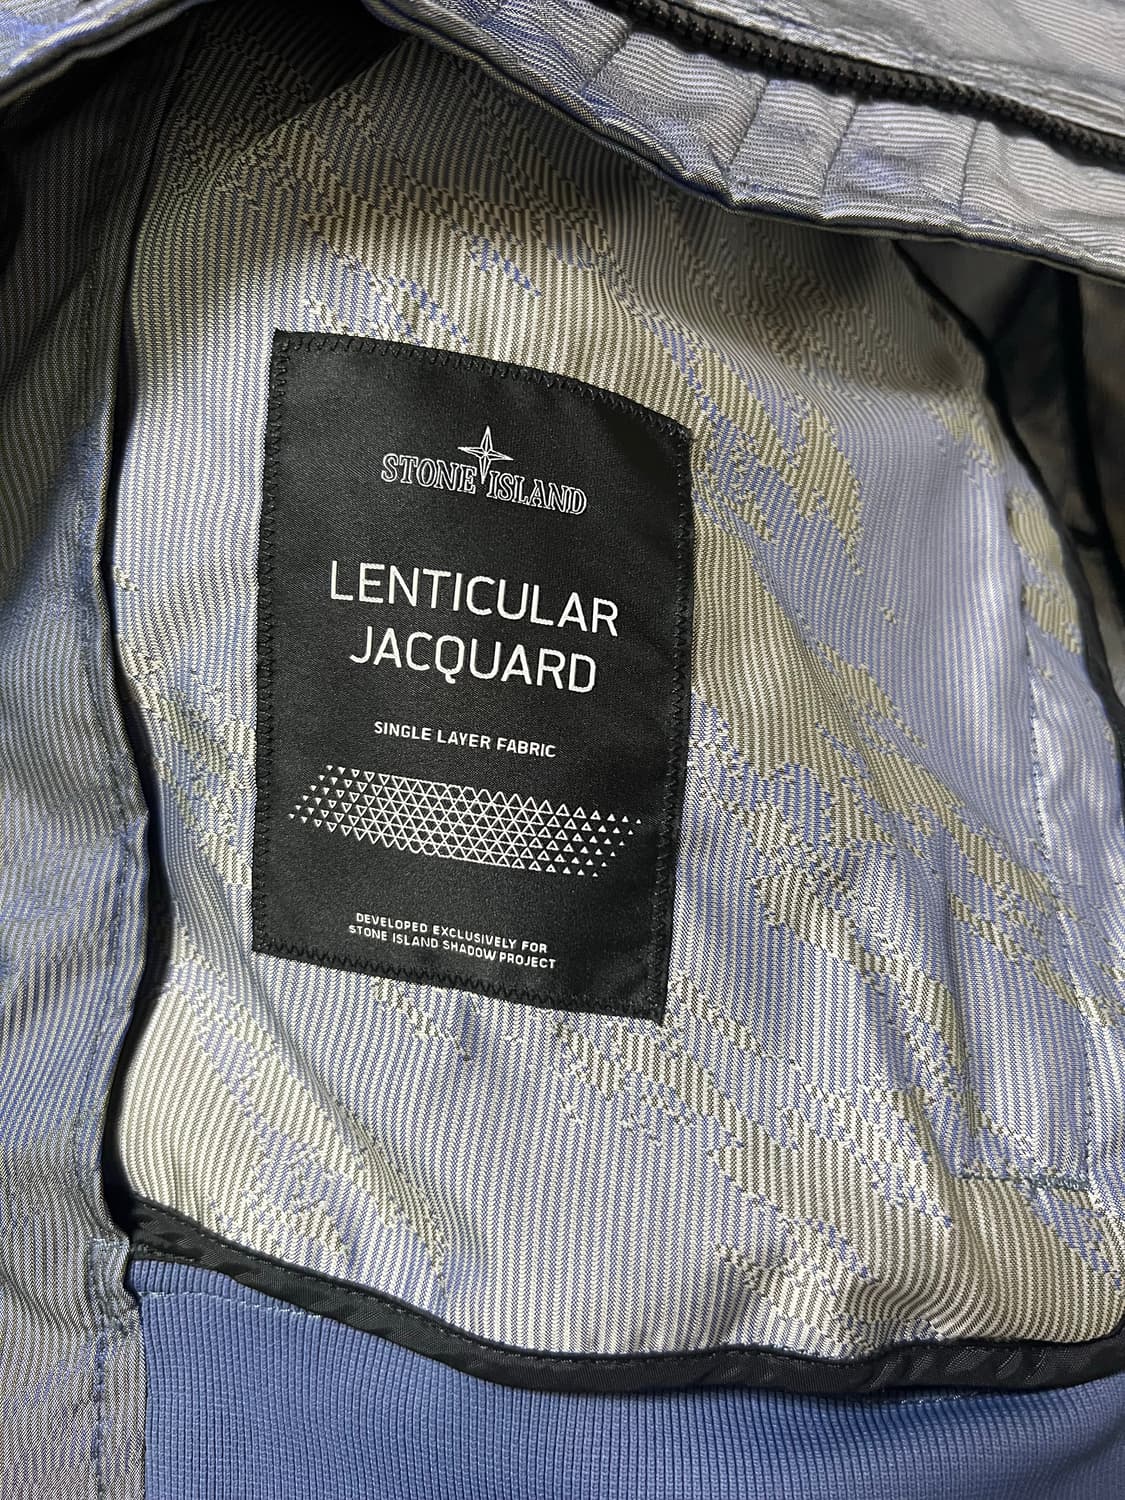 STONE ISLAND
LENTICULAR
JACQUARD
SINGLE LAYER FABRIC
DEVELOPED EXCLUSIVELY FOR
STONE ISLAND SHADOW PROJECT